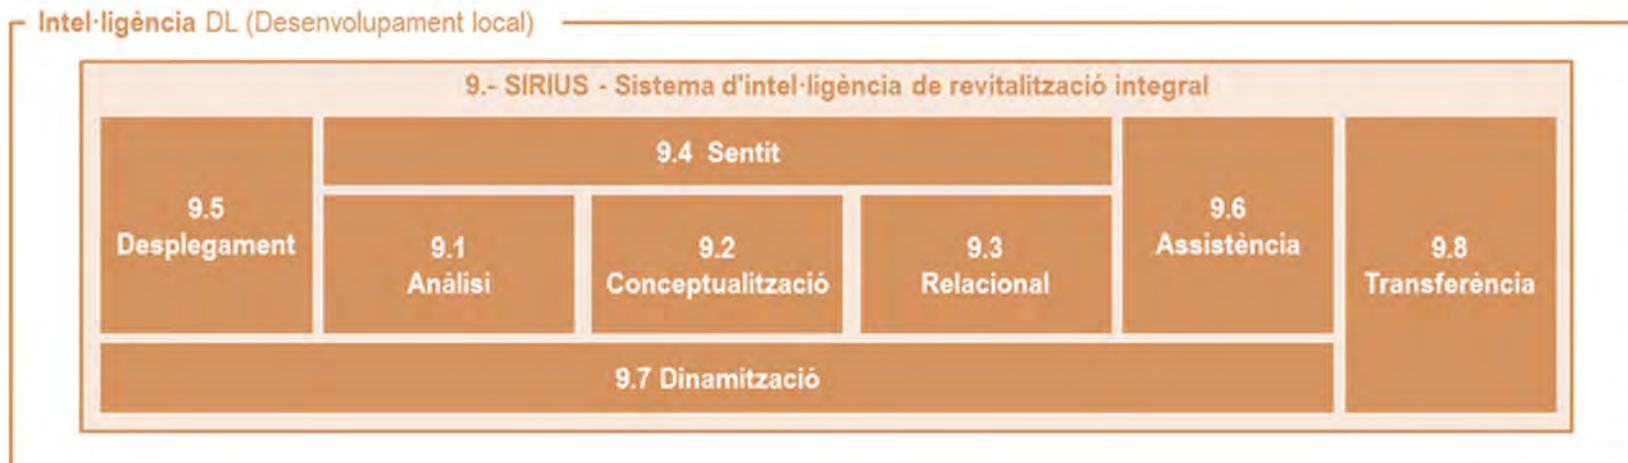 Intel·ligència DL (Desenvolupament local)
9.- SIRIUS - Sistema d'intel·ligència de revitalització integral
9.5
Desplegament
9.4 Sentit
9.1
Anàlisi
9.2
Conceptualització
9.3
Relacional
9.6
Assistència
9.8
Transferència
9.7 Dinamització